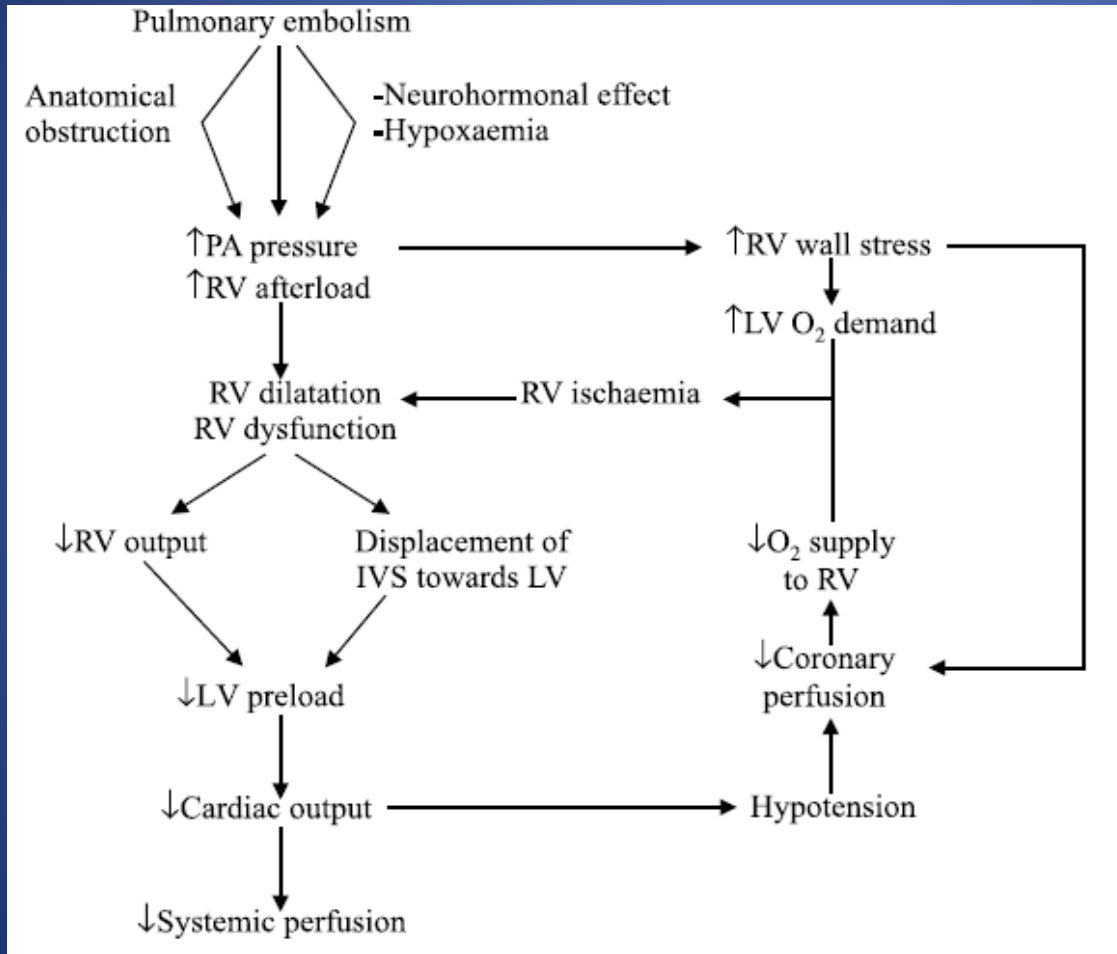 Pulmonary embolism
Anatomical
obstruction
-Neurohormonal effect
-Hypoxaemia
↑PA pressure
↑RV afterload
↑RV wall stress
↑LV O₂ demand
RV dilatation
RV dysfunction
RV ischaemia
↓RV output
Displacement of
IVS towards LV
↓O₂ supply
to RV
↓LV preload
↓Coronary
perfusion
↓Cardiac output
Hypotension
↓Systemic perfusion